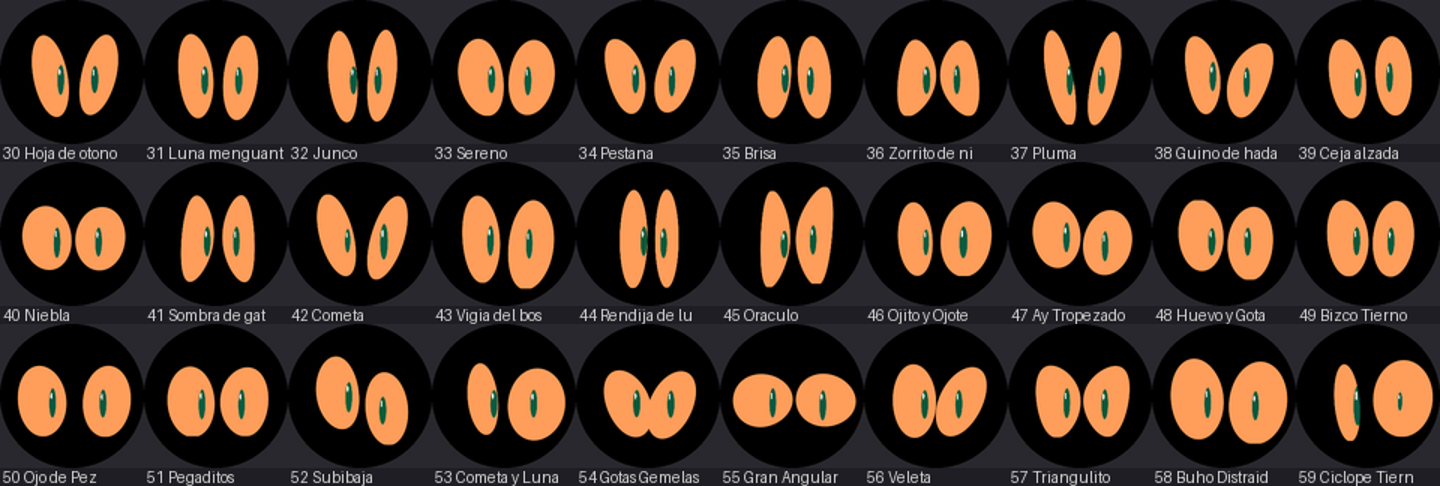 30 Hoja de otono
31 Luna menguant
32 Junco
33 Sereno
34 Pestana
35 Brisa
36 Zorrito de ni
37 Pluma
38 Guino de hada
39 Ceja alzada
40 Niebla
41 Sombra de gat
42 Cometa
43 Vigia del bos
44 Rendija de lu
45 Oraculo
46 Ojito y Ojote
47 Ay Tropezado
48 Huevo y Gota
49 Bizco Tierno
50 Ojo de Pez
51 Pegaditos
52 Subibaja
53 Cometa y Luna
54 Gotas Gemelas
55 Gran Angular
56 Veleta
57 Triangulito
58 Buho Distraid
59 Ciclope Tiern